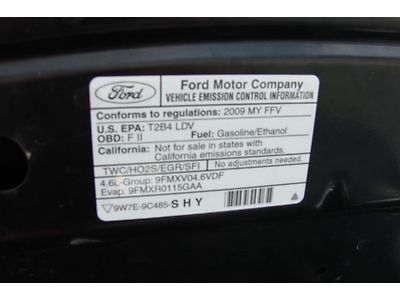 Ford
Ford Motor Company
VEHICLE EMISSION CONTROL INFORMATION
Conforms to regulations: 2009 MY FFV
U.S. EPA: T2B4 LDV
OBD: F II Fuel: Gasoline/Ethanol
California: Not for sale in states with
California emissions standards.
TWC/HO2S/EGR/SFI No adjustments needed.
4.6L-Group: 9FMXV04.6VDF
Evap: 9FMXR0115GAA
9W7E-9C485-SHY